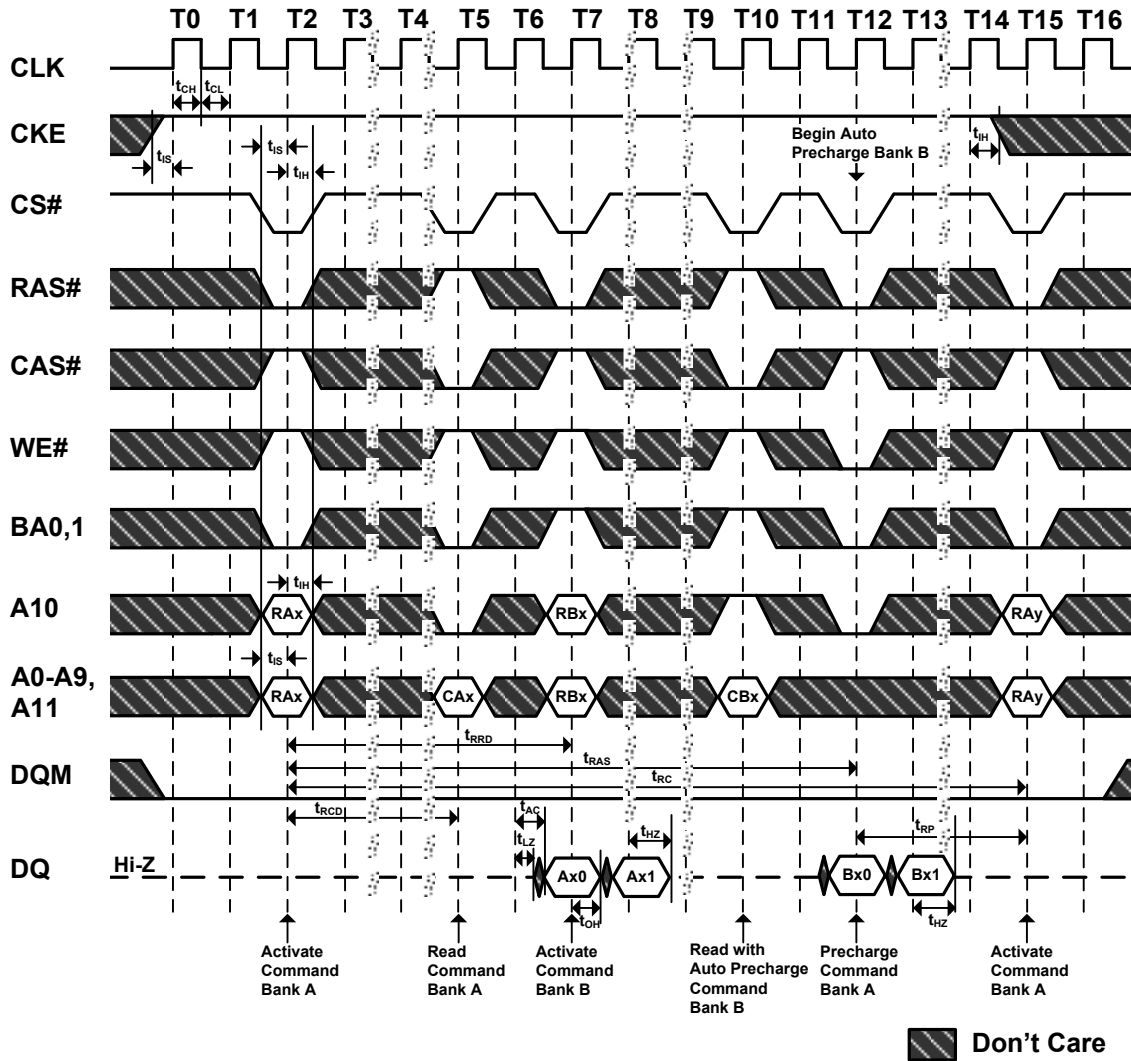 T0 T1 T2 T3 T4 T5 T6 T7 T8 T9 T10 T11 T12 T13 T14 T15 T16
CLK
tCH tCL
CKE
tIS
tIS
tIH
Begin Auto
Precharge Bank B
tIH
CS#
RAS#
CAS#
WE#
BA0,1
tIH
A10
RAx
RBx
RAy
tIS
A0-A9,
A11
RAx
CAx
RBx
CBx
RAy
tRRD
tRAS
tRC
DQM
tRCD
tAC
tRP
tLZ
tHZ
DQ
Hi-Z
Ax0
Ax1
Bx0
Bx1
tOH
tHZ
Activate
Command
Bank A
Read
Command
Bank A
Activate
Command
Bank B
Read with
Auto Precharge
Command
Bank B
Precharge
Command
Bank A
Activate
Command
Bank A
Don't Care